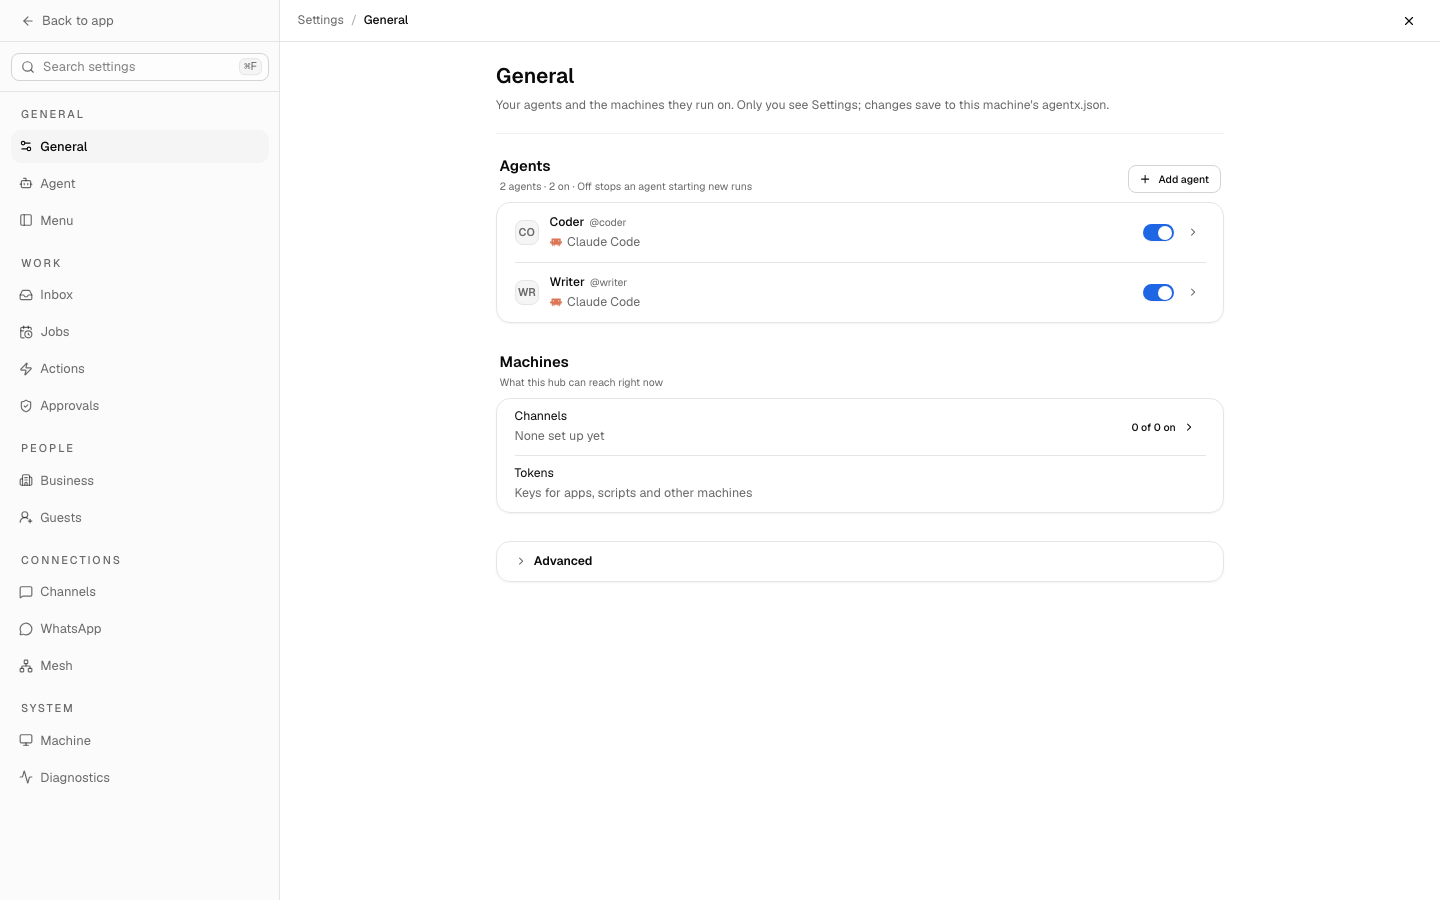 Back to app
Search settings
⌘F
GENERAL
General
Agent
Menu
WORK
Inbox
Jobs
Actions
Approvals
PEOPLE
Business
Guests
CONNECTIONS
Channels
WhatsApp
Mesh
SYSTEM
Machine
Diagnostics
Settings / General
General
Your agents and the machines they run on. Only you see Settings; changes save to this machine's agentx.json.
Agents
2 agents · 2 on · Off stops an agent starting new runs
Add agent
CO
Coder @coder
Claude Code
WR
Writer @writer
Claude Code
Machines
What this hub can reach right now
Channels
None set up yet
0 of 0 on
Tokens
Keys for apps, scripts and other machines
Advanced